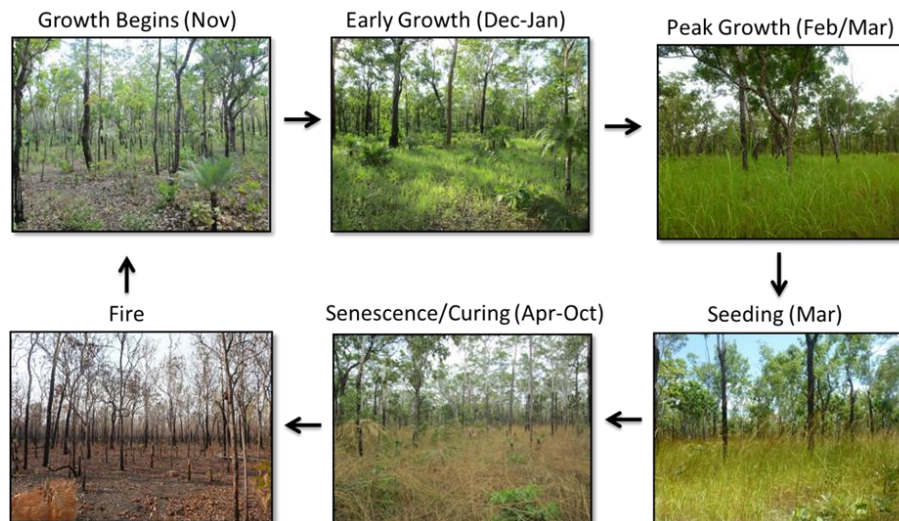 Growth Begins (Nov)
Early Growth (Dec-Jan)
Peak Growth (Feb/Mar)
Fire
Senescence/Curing (Apr-Oct)
Seeding (Mar)